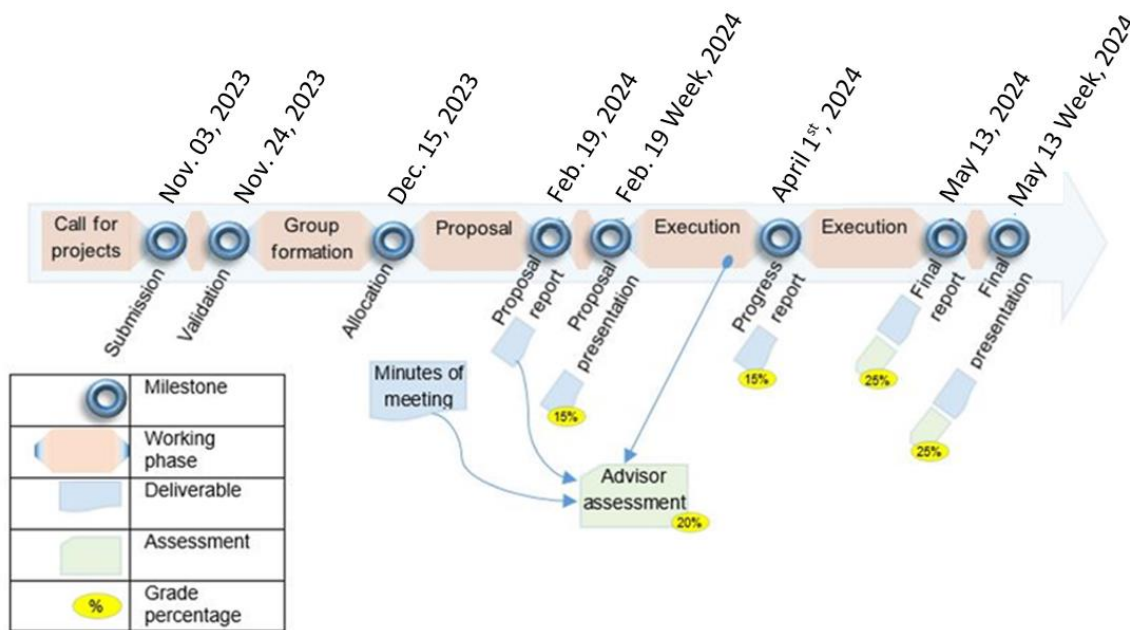 Nov. 03, 2023
Nov. 24, 2023
Dec. 15, 2023
Feb. 19, 2024
Feb. 19 Week, 2024
April 1st, 2024
May 13, 2024
May 13 Week, 2024
Call for
projects
Group
formation
Proposal
Execution
Execution
Submission
Validation
Allocation
Proposal
report
Proposal
presentation
Progress
report
Final
report
Final
presentation
Minutes of
meeting
15%
15%
25%
25%
Advisor
assessment
20%
Milestone
Working
phase
Deliverable
Assessment
%
Grade
percentage